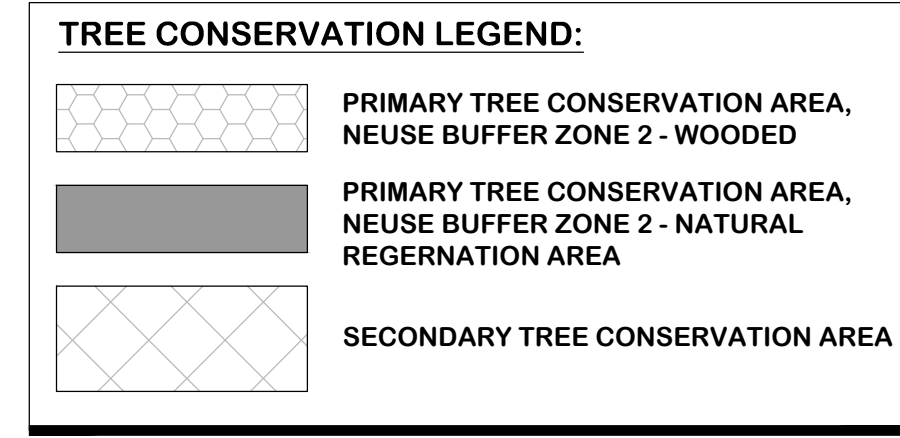 TREE CONSERVATION LEGEND:
PRIMARY TREE CONSERVATION AREA,
NEUSE BUFFER ZONE 2 - WOODED
PRIMARY TREE CONSERVATION AREA,
NEUSE BUFFER ZONE 2 - NATURAL
REGERNATION AREA
SECONDARY TREE CONSERVATION AREA